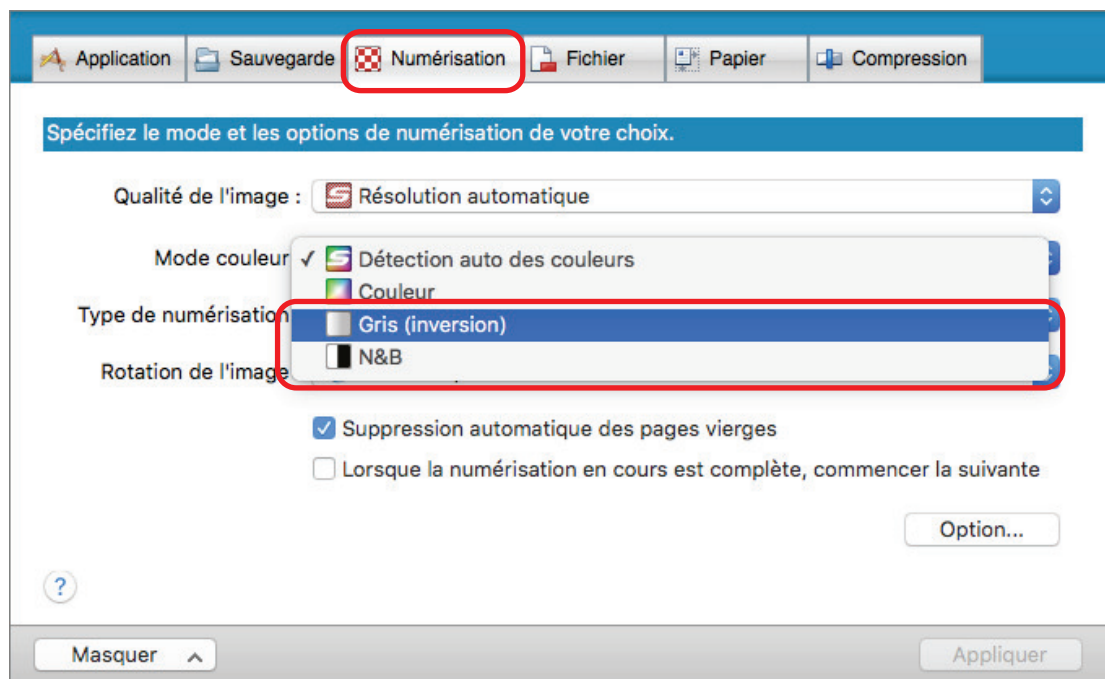 Application Sauvegarde Numérisation Fichier Papier Compression
Spécifiez le mode et les options de numérisation de votre choix.
Qualité de l'image : Résolution automatique
Mode couleur ✓ Détection auto des couleurs
Couleur
Type de numérisation Gris (inversion)
N&B
Rotation de l'image
Suppression automatique des pages vierges
Lorsque la numérisation en cours est complète, commencer la suivante
Option...
?
Masquer Appliquer